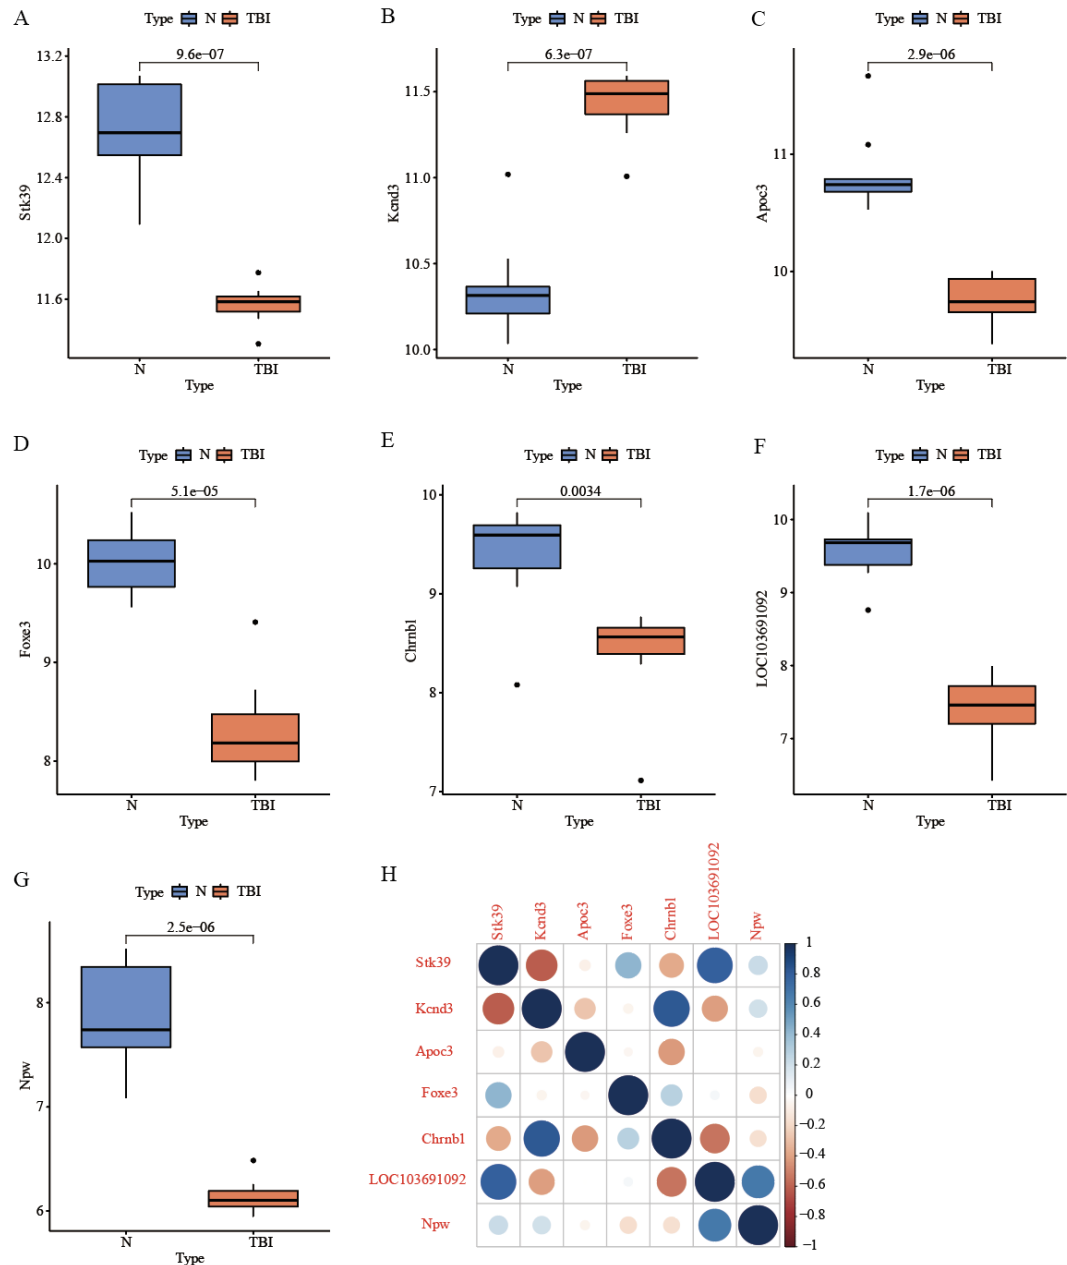 A
Type N TBI
9.6e−07
13.2
12.8
12.4
12.0
11.6
Stk39
N TBI
Type
B
Type N TBI
6.3e−07
11.5
11.0
10.5
10.0
Kcnd3
N TBI
Type
C
Type N TBI
2.9e−06
11
10
Apoc3
N TBI
Type
D
Type N TBI
5.1e−05
10
9
8
Foxe3
N TBI
Type
E
Type N TBI
0.0034
10
9
8
7
Chrnb1
N TBI
Type
F
Type N TBI
1.7e−06
10
9
8
7
LOC103691092
N TBI
Type
G
Type N TBI
2.5e−06
8
7
6
Npw
N TBI
Type
H
Stk39 Kcnd3 Apoc3 Foxe3 Chrnb1 LOC103691092 Npw
Stk39
Kcnd3
Apoc3
Foxe3
Chrnb1
LOC103691092
Npw
1
0.8
0.6
0.4
0.2
0
−0.2
−0.4
−0.6
−0.8
−1